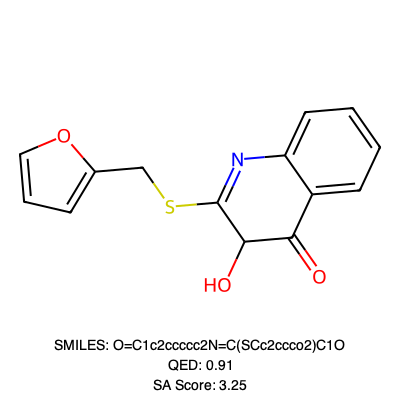 O
N
S
HO
O
SMILES: O=C1c2ccccc2N=C(SCc2ccco2)C1O
QED: 0.91
SA Score: 3.25